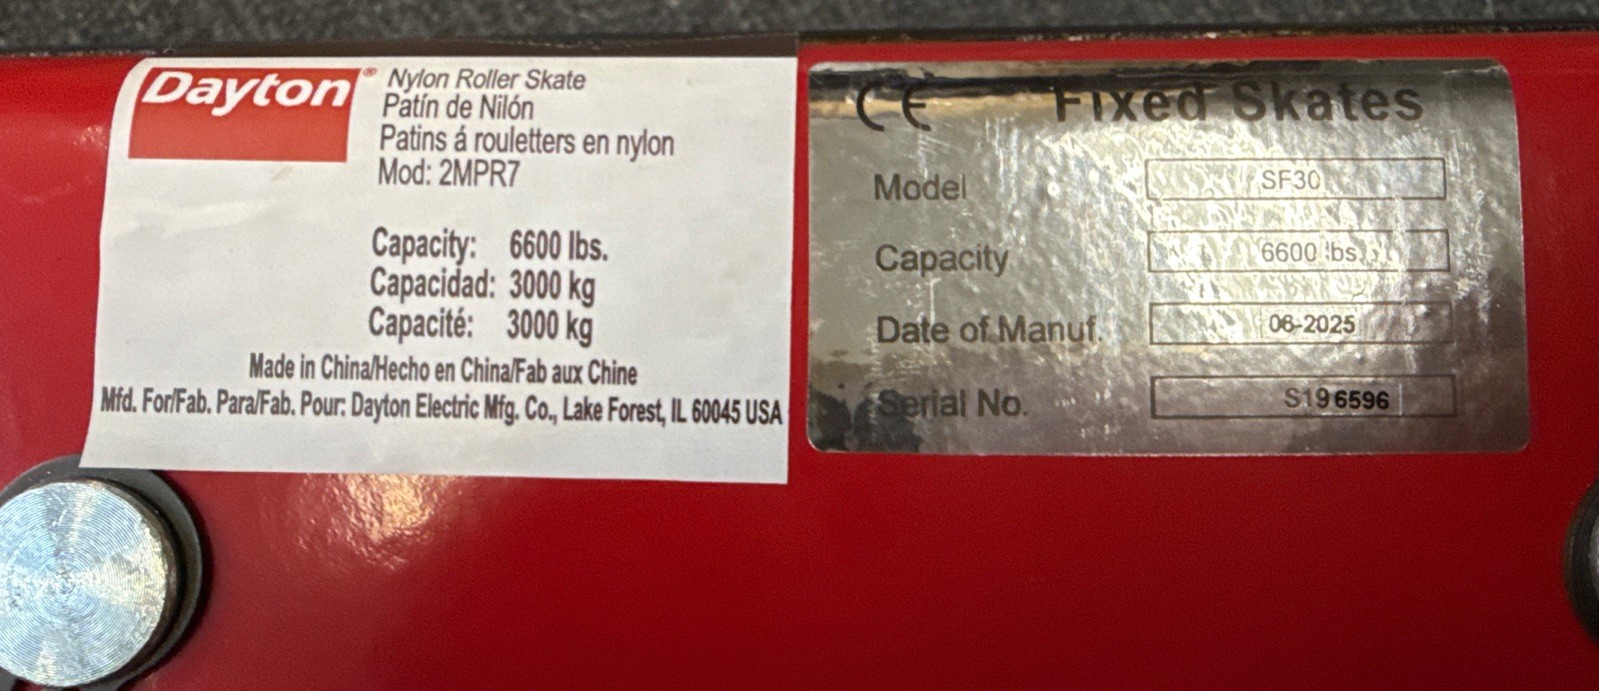 Dayton®
Nylon Roller Skate
Patín de Nilón
Patins á rouletters en nylon
Mod: 2MPR7
Capacity: 6600 lbs.
Capacidad: 3000 kg
Capacité: 3000 kg
Made in China/Hecho en China/Fab aux Chine
Mfd. For/Fab. Para/Fab. Pour: Dayton Electric Mfg. Co., Lake Forest, IL 60045 USA
CE Fixed Skates
Model SF30
Capacity 6600 lbs.
Date of Manuf. 06-2025
Serial No. S196596